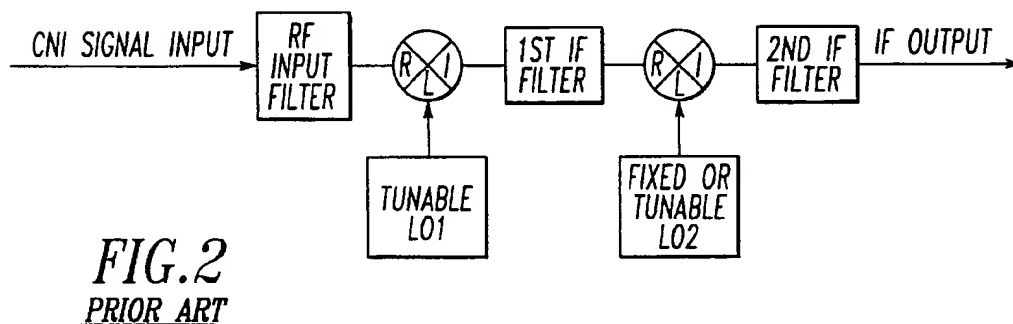 CNI SIGNAL INPUT
RF
INPUT
FILTER
R
L
I
1ST IF
FILTER
R
L
I
2ND IF
FILTER
IF OUTPUT
TUNABLE
LO1
FIXED OR
TUNABLE
LO2
FIG.2
PRIOR ART